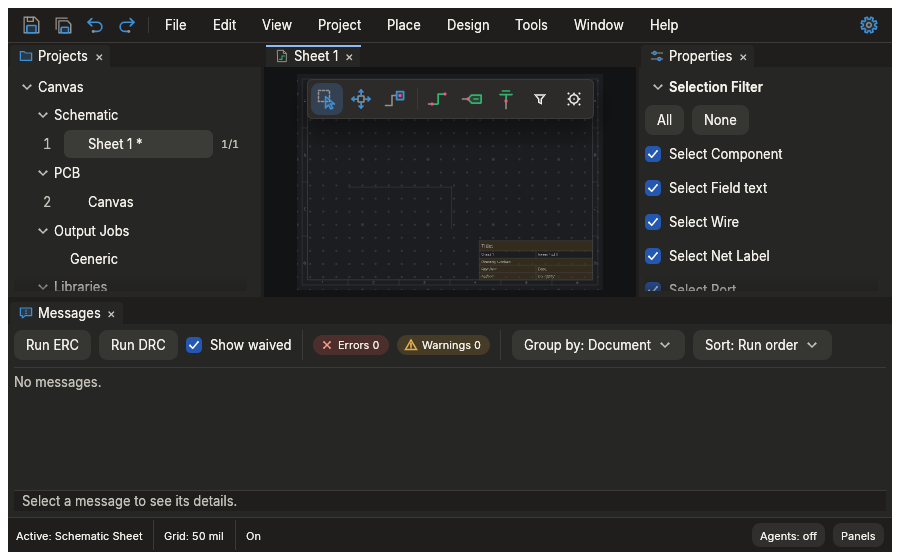 File Edit View Project Place Design Tools Window Help
Projects ×
Sheet 1 ×
Properties ×
Canvas
Schematic
1 Sheet 1 * 1/1
PCB
2 Canvas
Output Jobs
Generic
Libraries
Title:
Selection Filter
All None
Select Component
Select Field text
Select Wire
Select Net Label
Select Port
Messages ×
Run ERC Run DRC Show waived Errors 0 Warnings 0 Group by: Document Sort: Run order
No messages.
Select a message to see its details.
Active: Schematic Sheet Grid: 50 mil On Agents: off Panels